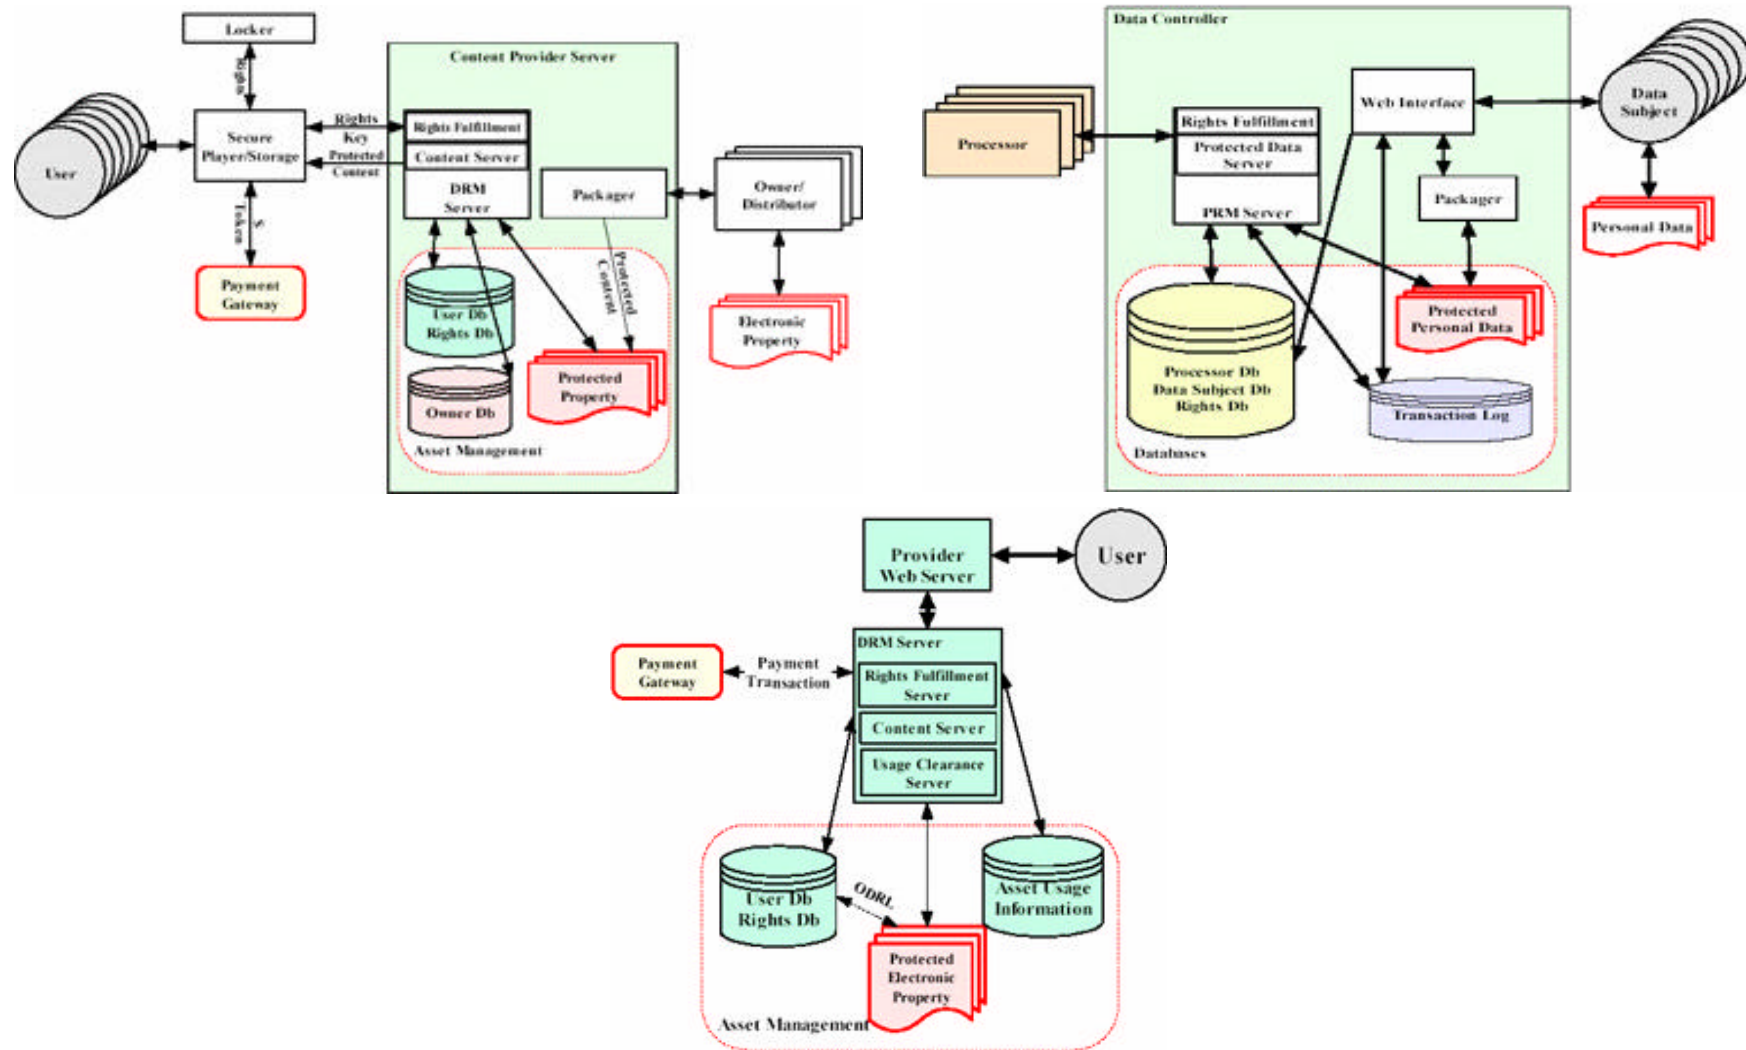 Locker
Rights
User
Secure
Player/Storage
Rights
Key
Protected
Content
$
Token
Payment
Gateway
Content Provider Server
Rights Fulfillment
Content Server
DRM
Server
Packager
Owner/
Distributor
Protected
Content
User Db
Rights Db
Owner Db
Protected
Property
Electronic
Property
Asset Management
Data Controller
Processor
Rights Fulfillment
Protected Data
Server
PRM Server
Web Interface
Packager
Data
Subject
Personal Data
Protected
Personal Data
Processor Db
Data Subject Db
Rights Db
Transaction Log
Databases
Provider
Web Server
User
DRM Server
Payment
Gateway
Payment
Transaction
Rights Fulfillment
Server
Content Server
Usage Clearance
Server
User Db
Rights Db
ODRL
Asset Usage
Information
Protected
Electronic
Property
Asset Management